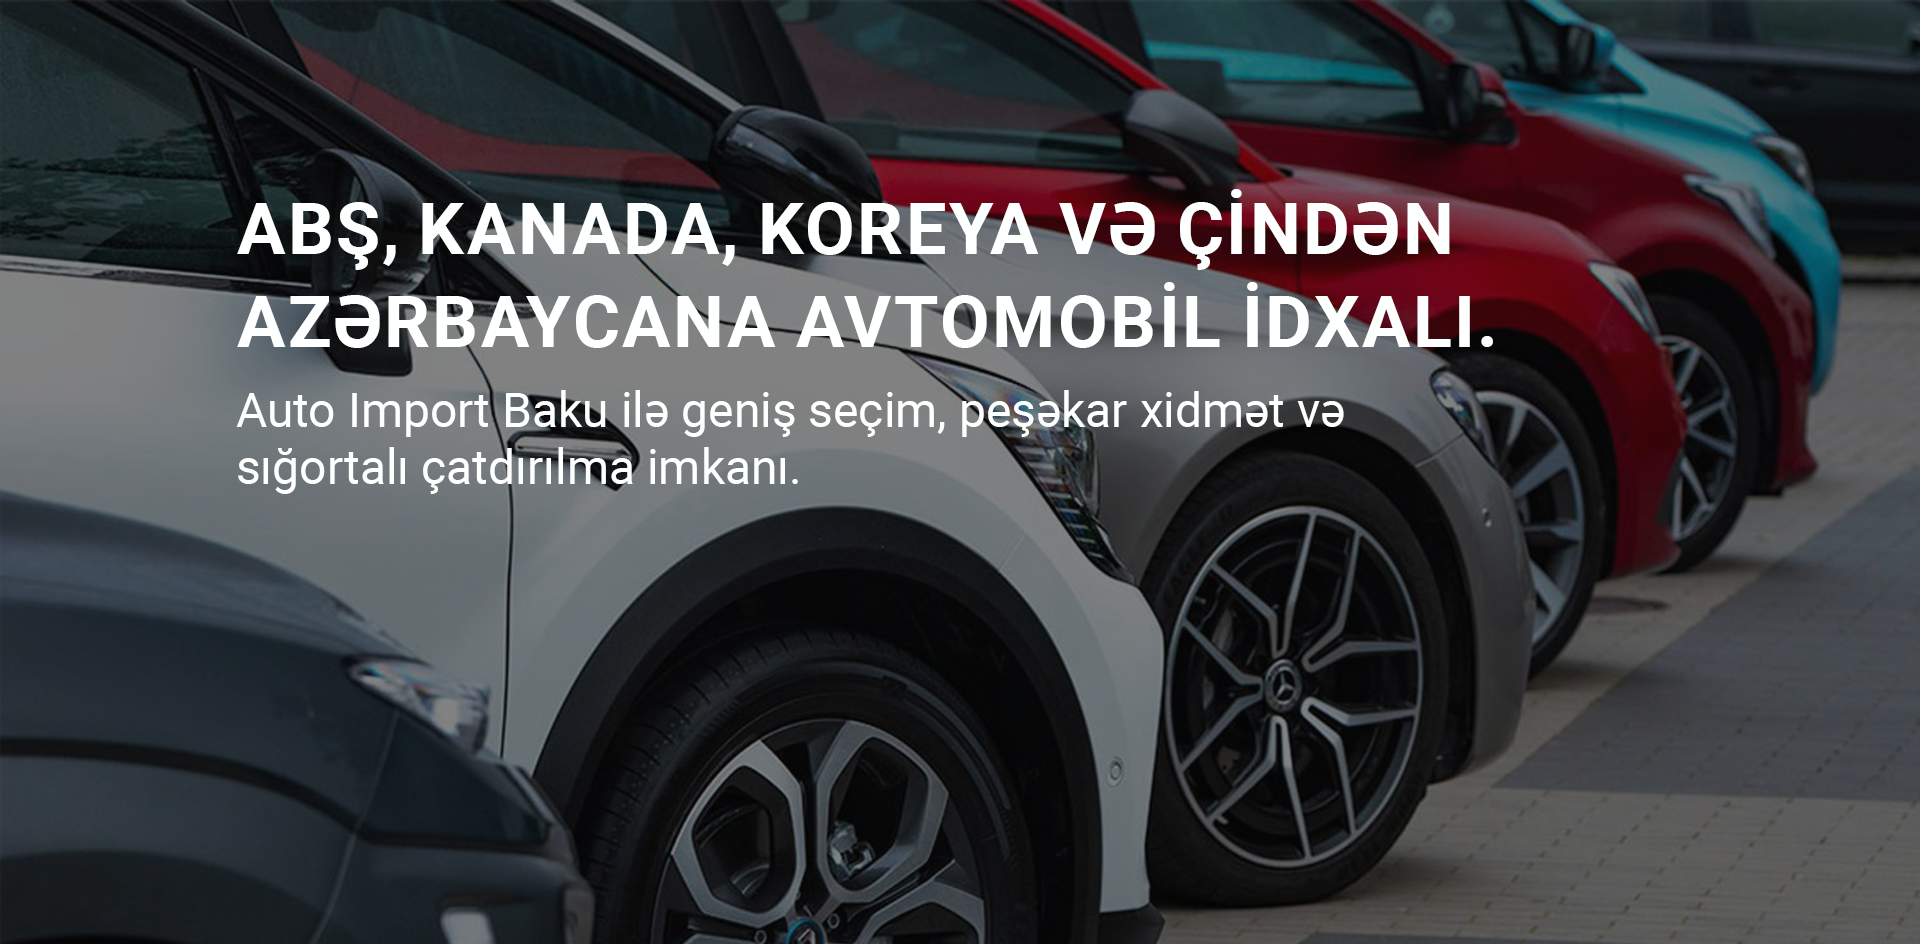 ABŞ, KANADA, KOREYA VƏ ÇİNDƏN
AZƏRBAYCANA AVTOMOBİL İDXALI.
Auto Import Baku ilə geniş seçim, peşəkar xidmət və
sığortalı çatdırılma imkanı.